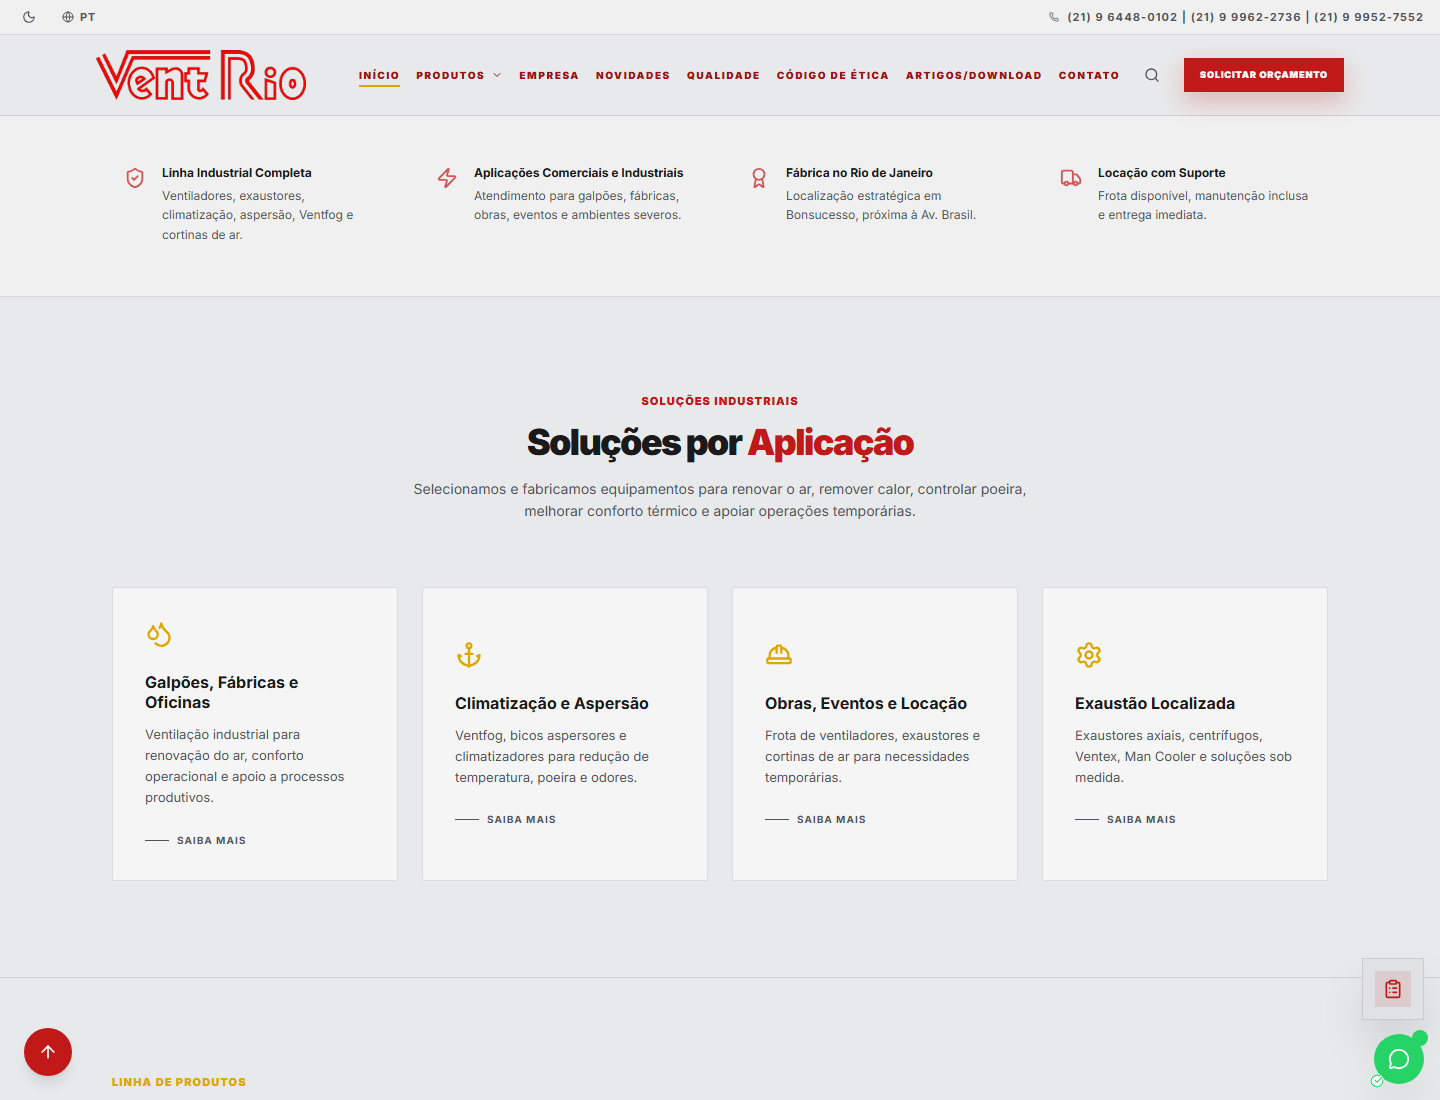 PT
(21) 9 6448-0102 | (21) 9 9962-2736 | (21) 9 9952-7552
Vent Rio
INÍCIO PRODUTOS EMPRESA NOVIDADES QUALIDADE CÓDIGO DE ÉTICA ARTIGOS/DOWNLOAD CONTATO
SOLICITAR ORÇAMENTO
Linha Industrial Completa
Ventiladores, exaustores,
climatização, aspersão, Ventfog e
cortinas de ar.
Aplicações Comerciais e Industriais
Atendimento para galpões, fábricas,
obras, eventos e ambientes severos.
Fábrica no Rio de Janeiro
Localização estratégica em
Bonsucesso, próxima à Av. Brasil.
Locação com Suporte
Frota disponível, manutenção inclusa
e entrega imediata.
SOLUÇÕES INDUSTRIAIS
Soluções por Aplicação
Selecionamos e fabricamos equipamentos para renovar o ar, remover calor, controlar poeira,
melhorar conforto térmico e apoiar operações temporárias.
Galpões, Fábricas e
Oficinas
Ventilação industrial para
renovação do ar, conforto
operacional e apoio a processos
produtivos.
SAIBA MAIS
Climatização e Aspersão
Ventfog, bicos aspersores e
climatizadores para redução de
temperatura, poeira e odores.
SAIBA MAIS
Obras, Eventos e Locação
Frota de ventiladores, exaustores e
cortinas de ar para necessidades
temporárias.
SAIBA MAIS
Exaustão Localizada
Exaustores axiais, centrífugos,
Ventex, Man Cooler e soluções sob
medida.
SAIBA MAIS
LINHA DE PRODUTOS